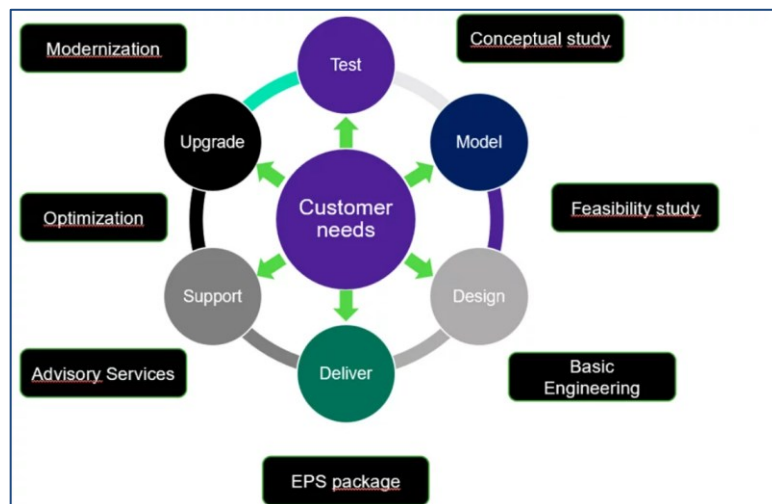 Modernization
Conceptual study
Test
Upgrade
Model
Customer
needs
Optimization
Feasibility study
Support
Design
Advisory Services
Deliver
Basic
Engineering
EPS package